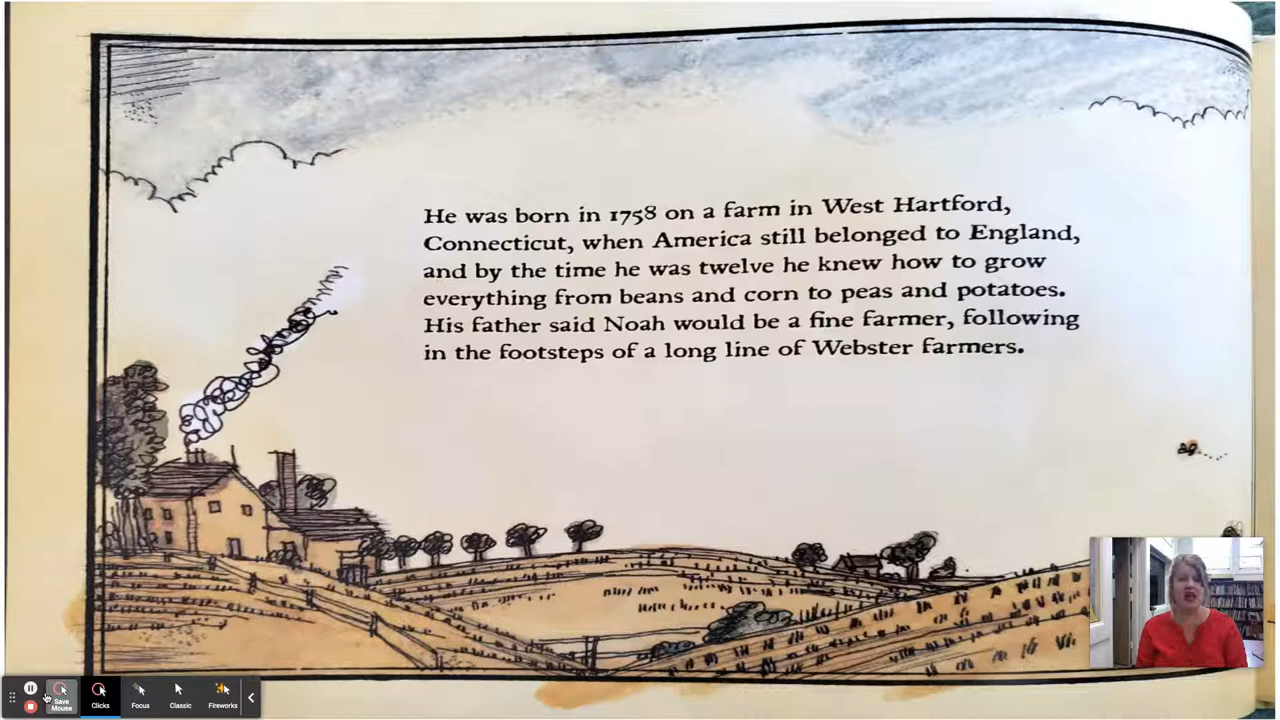 He was born in 1758 on a farm in West Hartford,
Connecticut, when America still belonged to England,
and by the time he was twelve he knew how to grow
everything from beans and corn to peas and potatoes.
His father said Noah would be a fine farmer, following
in the footsteps of a long line of Webster farmers.
Save
Mouse
Clicks
Focus
Classic
Fireworks